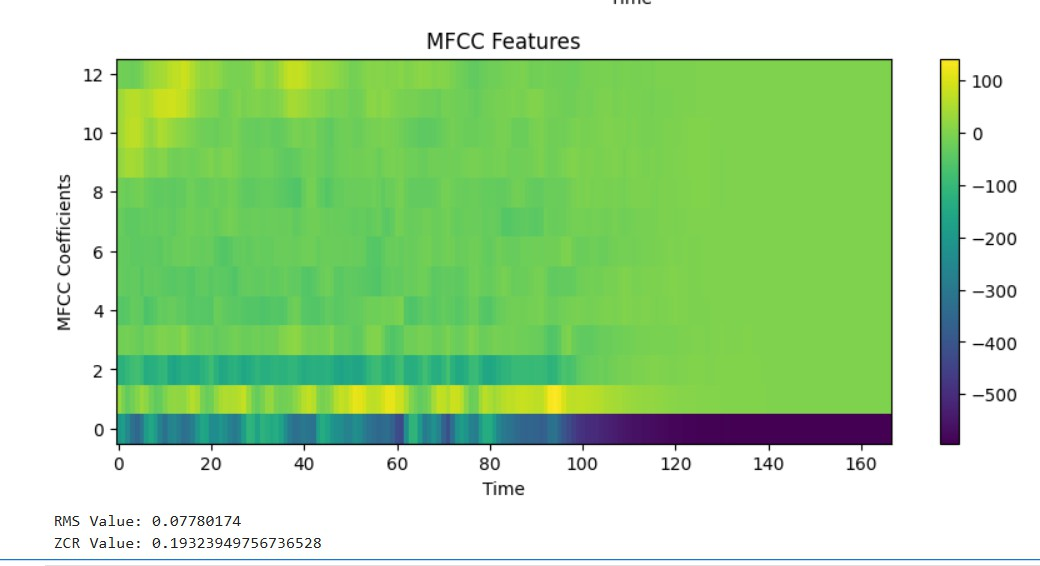 Time
MFCC Features
12
10
8
6
4
2
0
MFCC Coefficients
0 20 40 60 80 100 120 140 160
Time
100
0
−100
−200
−300
−400
−500
RMS Value: 0.07780174
ZCR Value: 0.19323949756736528